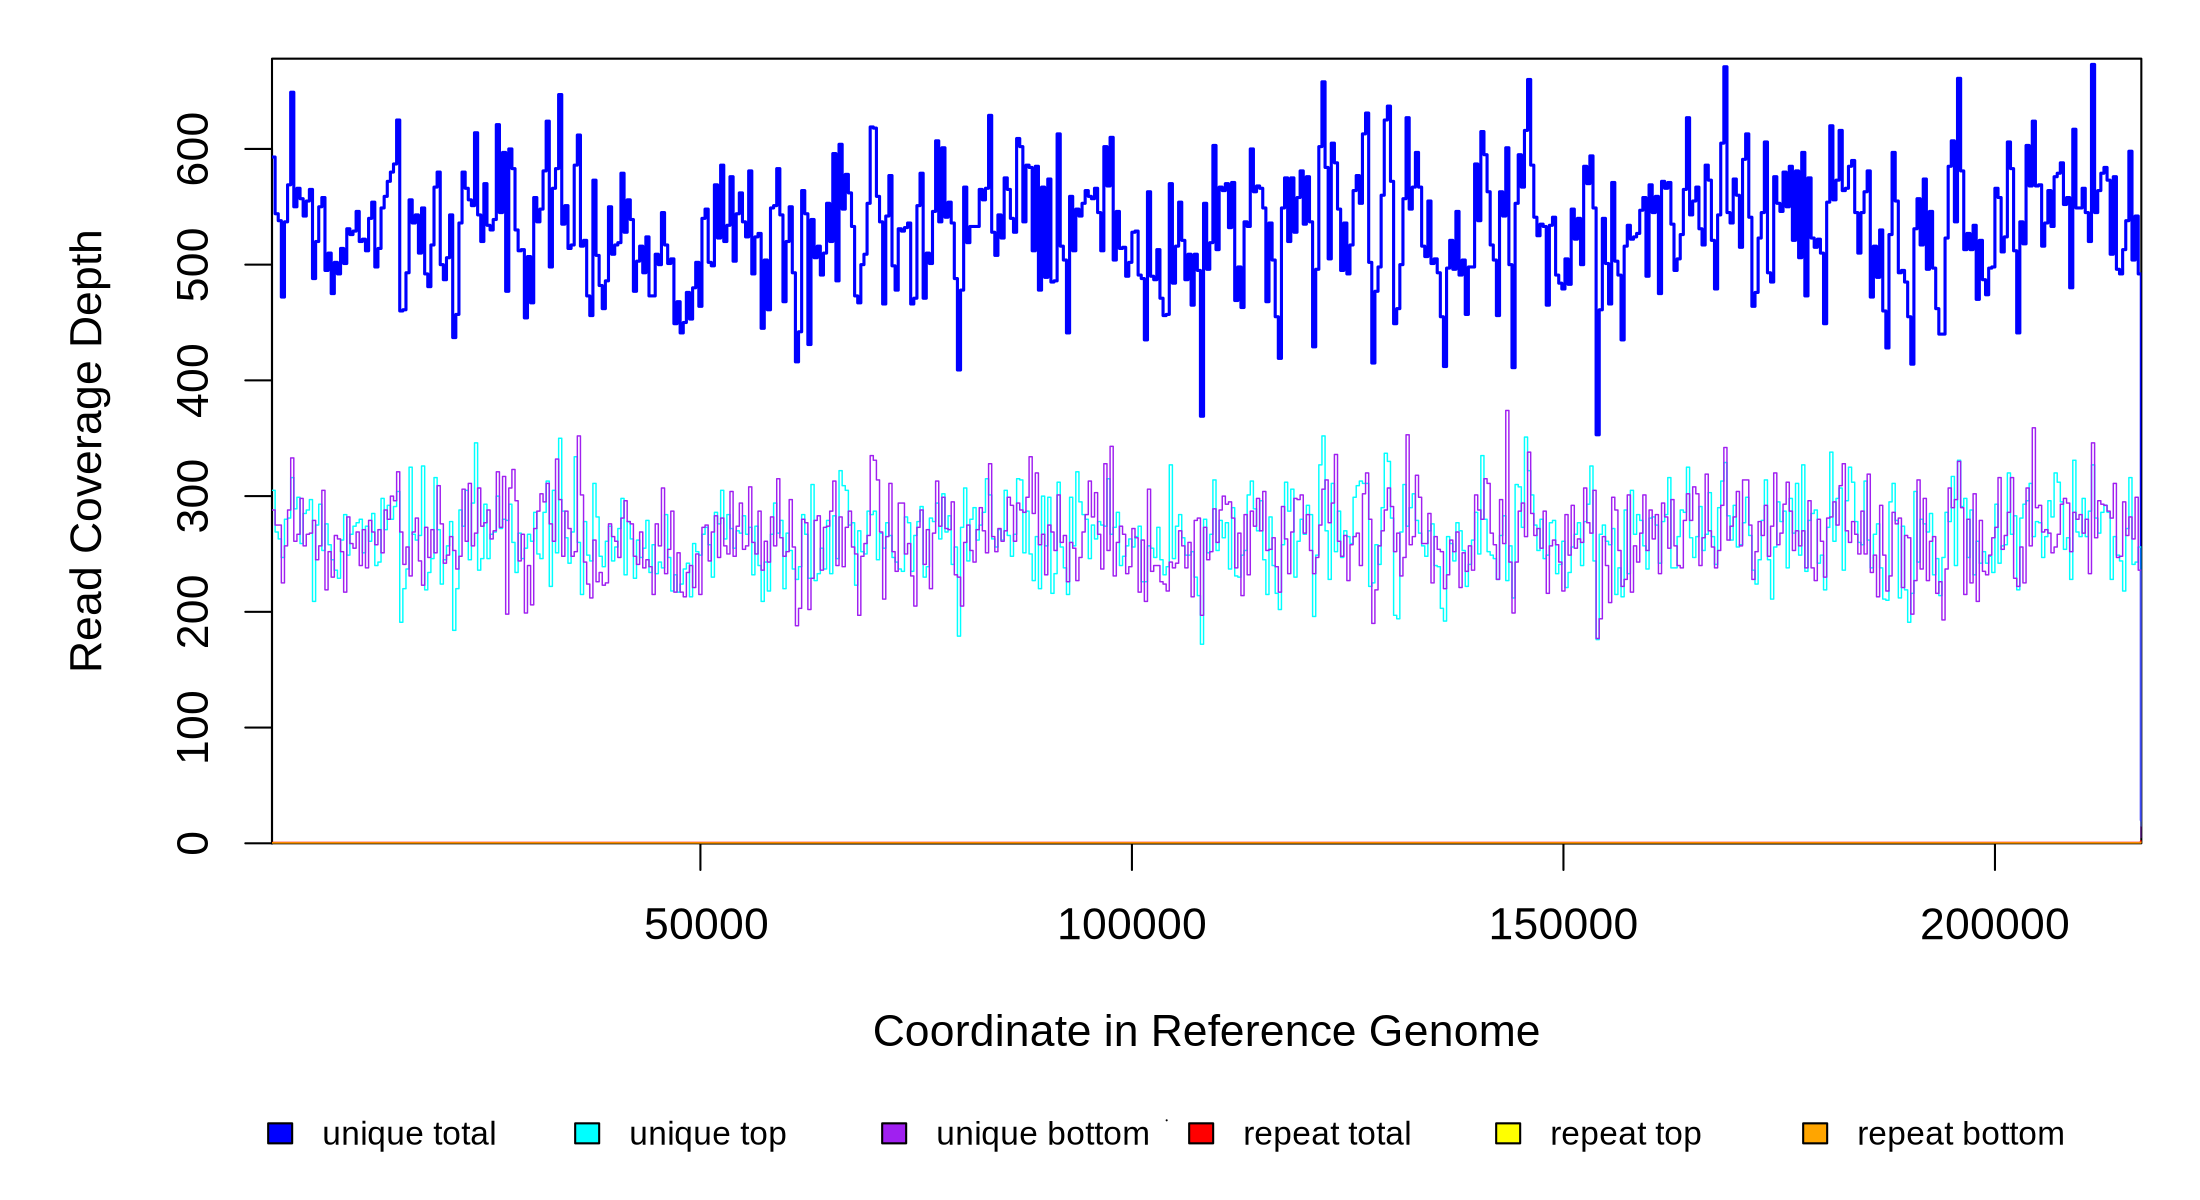 Read Coverage Depth
600
500
400
300
200
100
0
50000 100000 150000 200000
Coordinate in Reference Genome
unique total unique top unique bottom repeat total repeat top repeat bottom